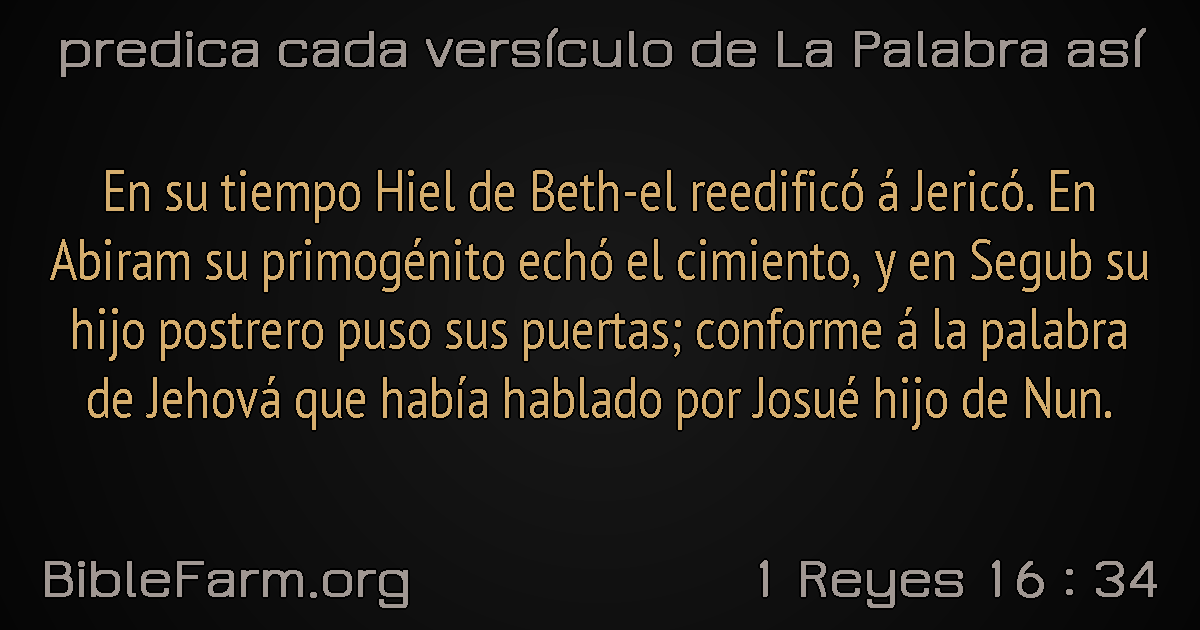 predica cada versículo de La Palabra así
En su tiempo Hiel de Beth-el reedificó á Jericó. En
Abiram su primogénito echó el cimiento, y en Segub su
hijo postrero puso sus puertas; conforme á la palabra
de Jehová que había hablado por Josué hijo de Nun.
BibleFarm.org
1 Reyes 16 : 34